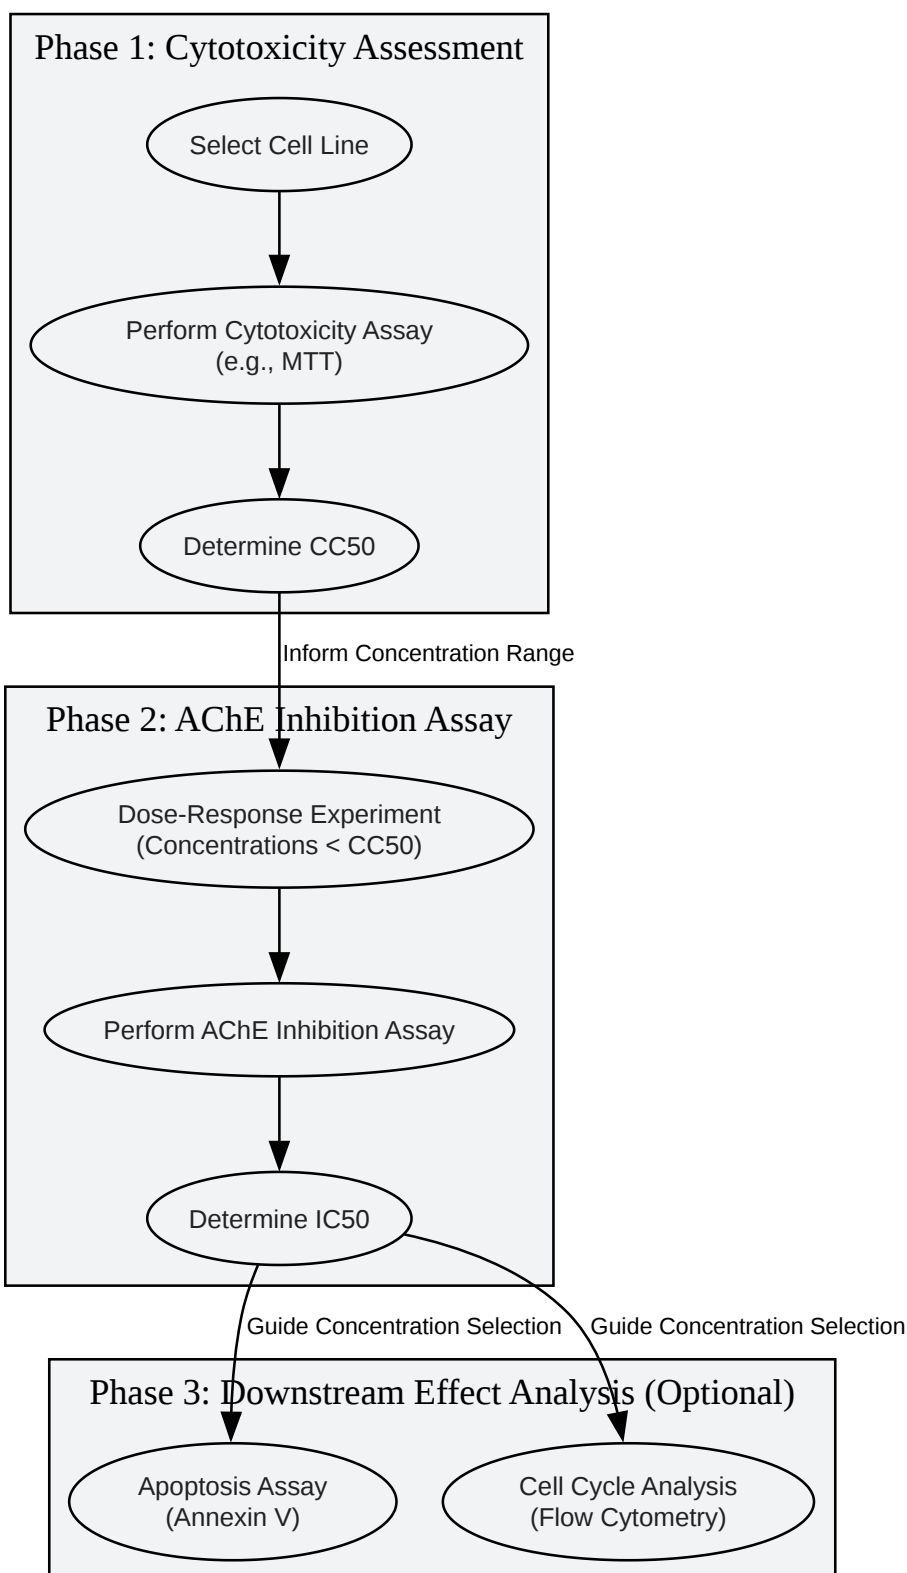 Phase 1: Cytotoxicity Assessment
Select Cell Line
Perform Cytotoxicity Assay
(e.g., MTT)
Determine CC50
Inform Concentration Range
Phase 2: AChE Inhibition Assay
Dose-Response Experiment
(Concentrations < CC50)
Perform AChE Inhibition Assay
Determine IC50
Guide Concentration Selection
Guide Concentration Selection
Phase 3: Downstream Effect Analysis (Optional)
Apoptosis Assay
(Annexin V)
Cell Cycle Analysis
(Flow Cytometry)